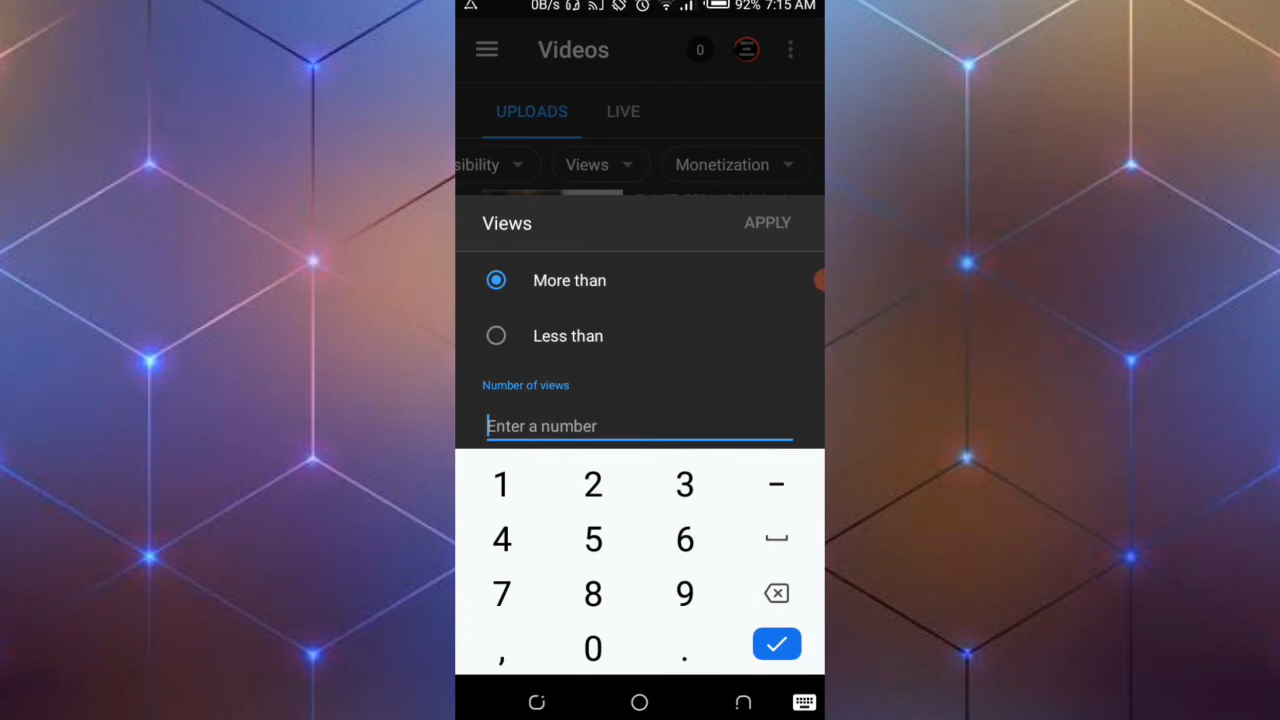 0B/s 92% 7:15 AM
Videos 0
UPLOADS LIVE
sibility Views Monetization
Views APPLY
More than
Less than
Number of views
Enter a number
1 2 3 -
4 5 6
7 8 9
, 0 .